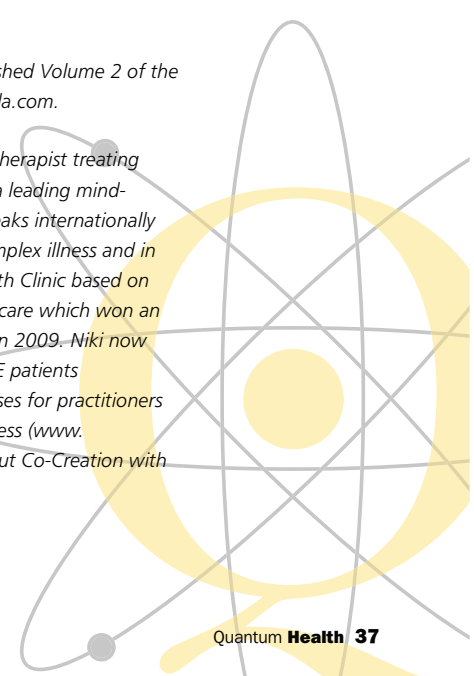 shed Volume 2 of the
la.com.
herapist treating
a leading mind-
aks internationally
mplex illness and in
th Clinic based on
care which won an
n 2009. Niki now
E patients
ses for practitioners
ess (www.
ut Co-Creation with
Quantum Health 37